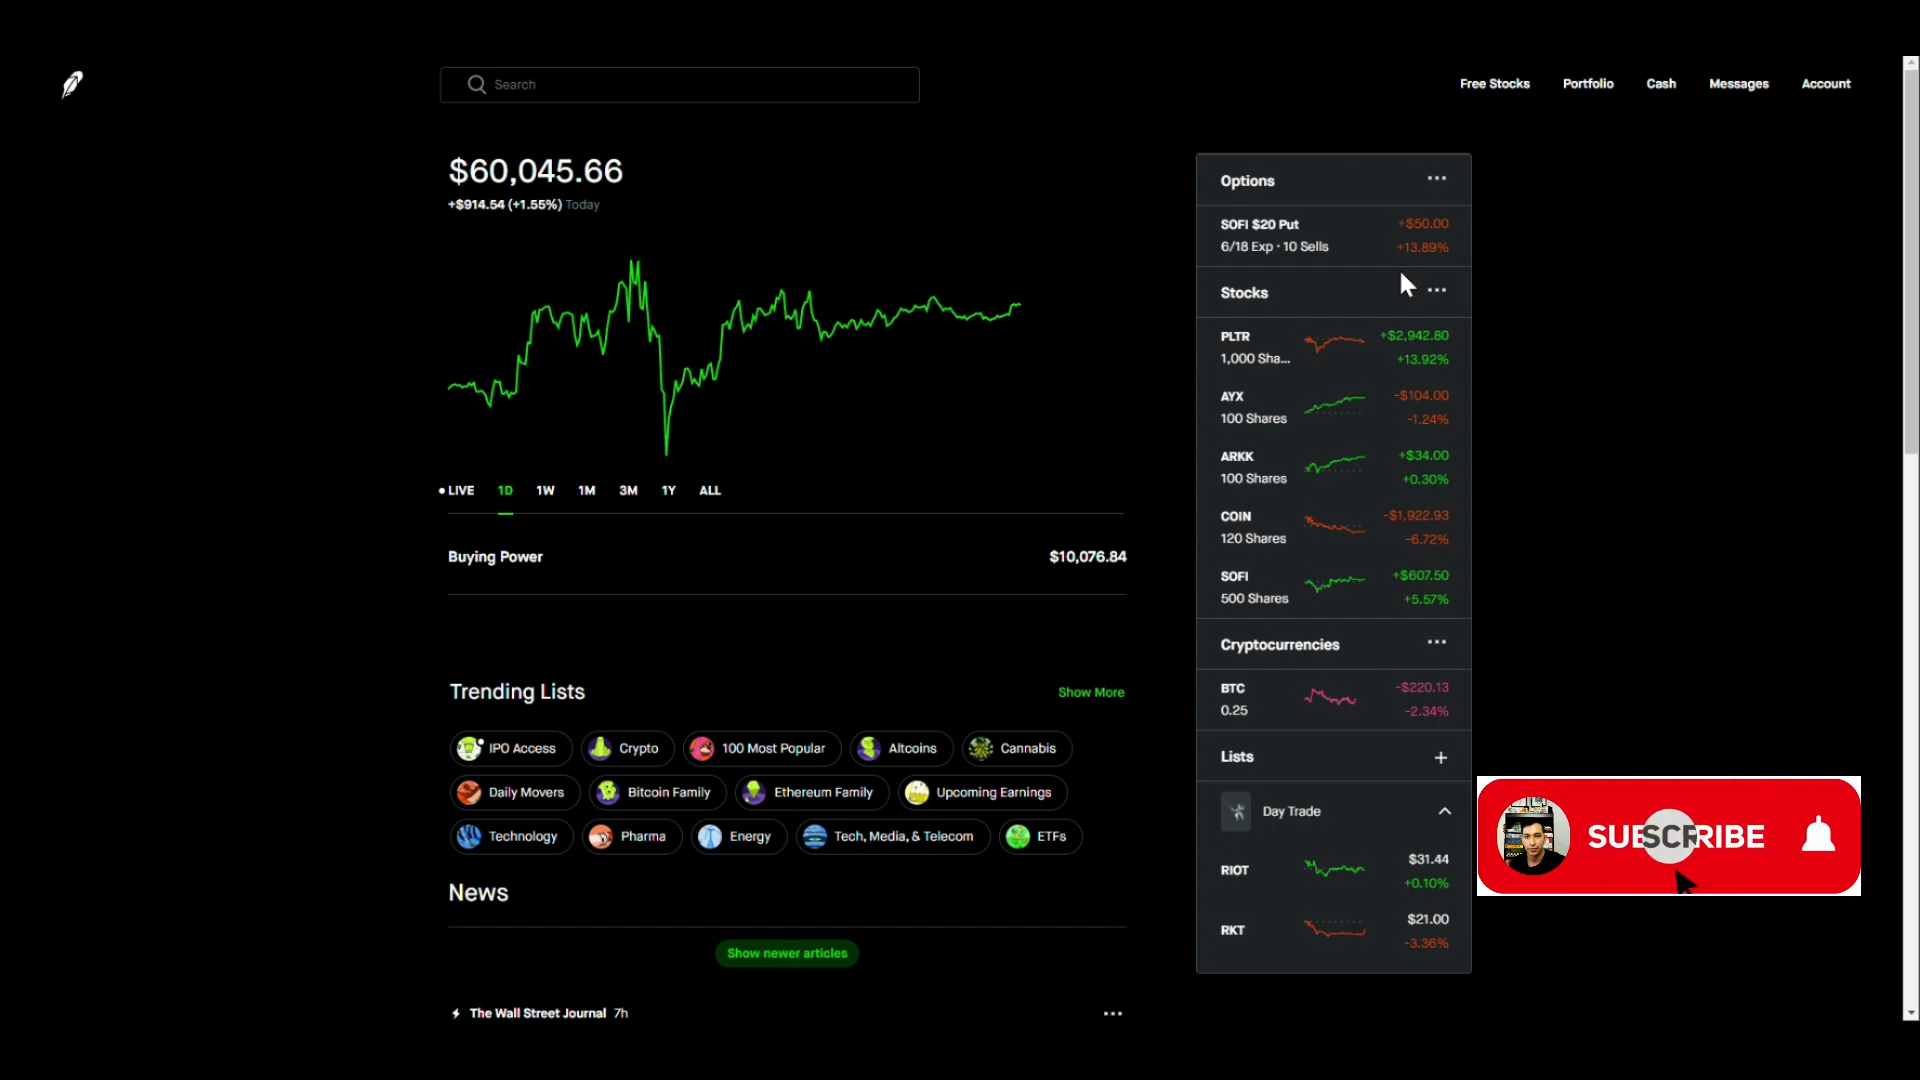 Search
Free Stocks Portfolio Cash Messages Account
$60,045.66
+$914.54 (+1.55%) Today
LIVE 1D 1W 1M 3M 1Y ALL
Buying Power $10,076.84
Trending Lists Show More
IPO Access Crypto 100 Most Popular Altcoins Cannabis
Daily Movers Bitcoin Family Ethereum Family Upcoming Earnings
Technology Pharma Energy Tech, Media, & Telecom ETFs
News
Show newer articles
The Wall Street Journal 7h
Options
SOFI $20 Put +$50.00
6/18 Exp · 10 Sells +13.89%
Stocks
PLTR +$2,942.80
1,000 Sha... +13.92%
AYX -$104.00
100 Shares -1.24%
ARKK +$34.00
100 Shares +0.30%
COIN -$1,922.93
120 Shares -6.72%
SOFI +$607.50
500 Shares +5.57%
Cryptocurrencies
BTC -$220.13
0.25 -2.34%
Lists +
Day Trade
RIOT $31.44
+0.10%
RKT $21.00
-3.36%
SUBSCRIBE